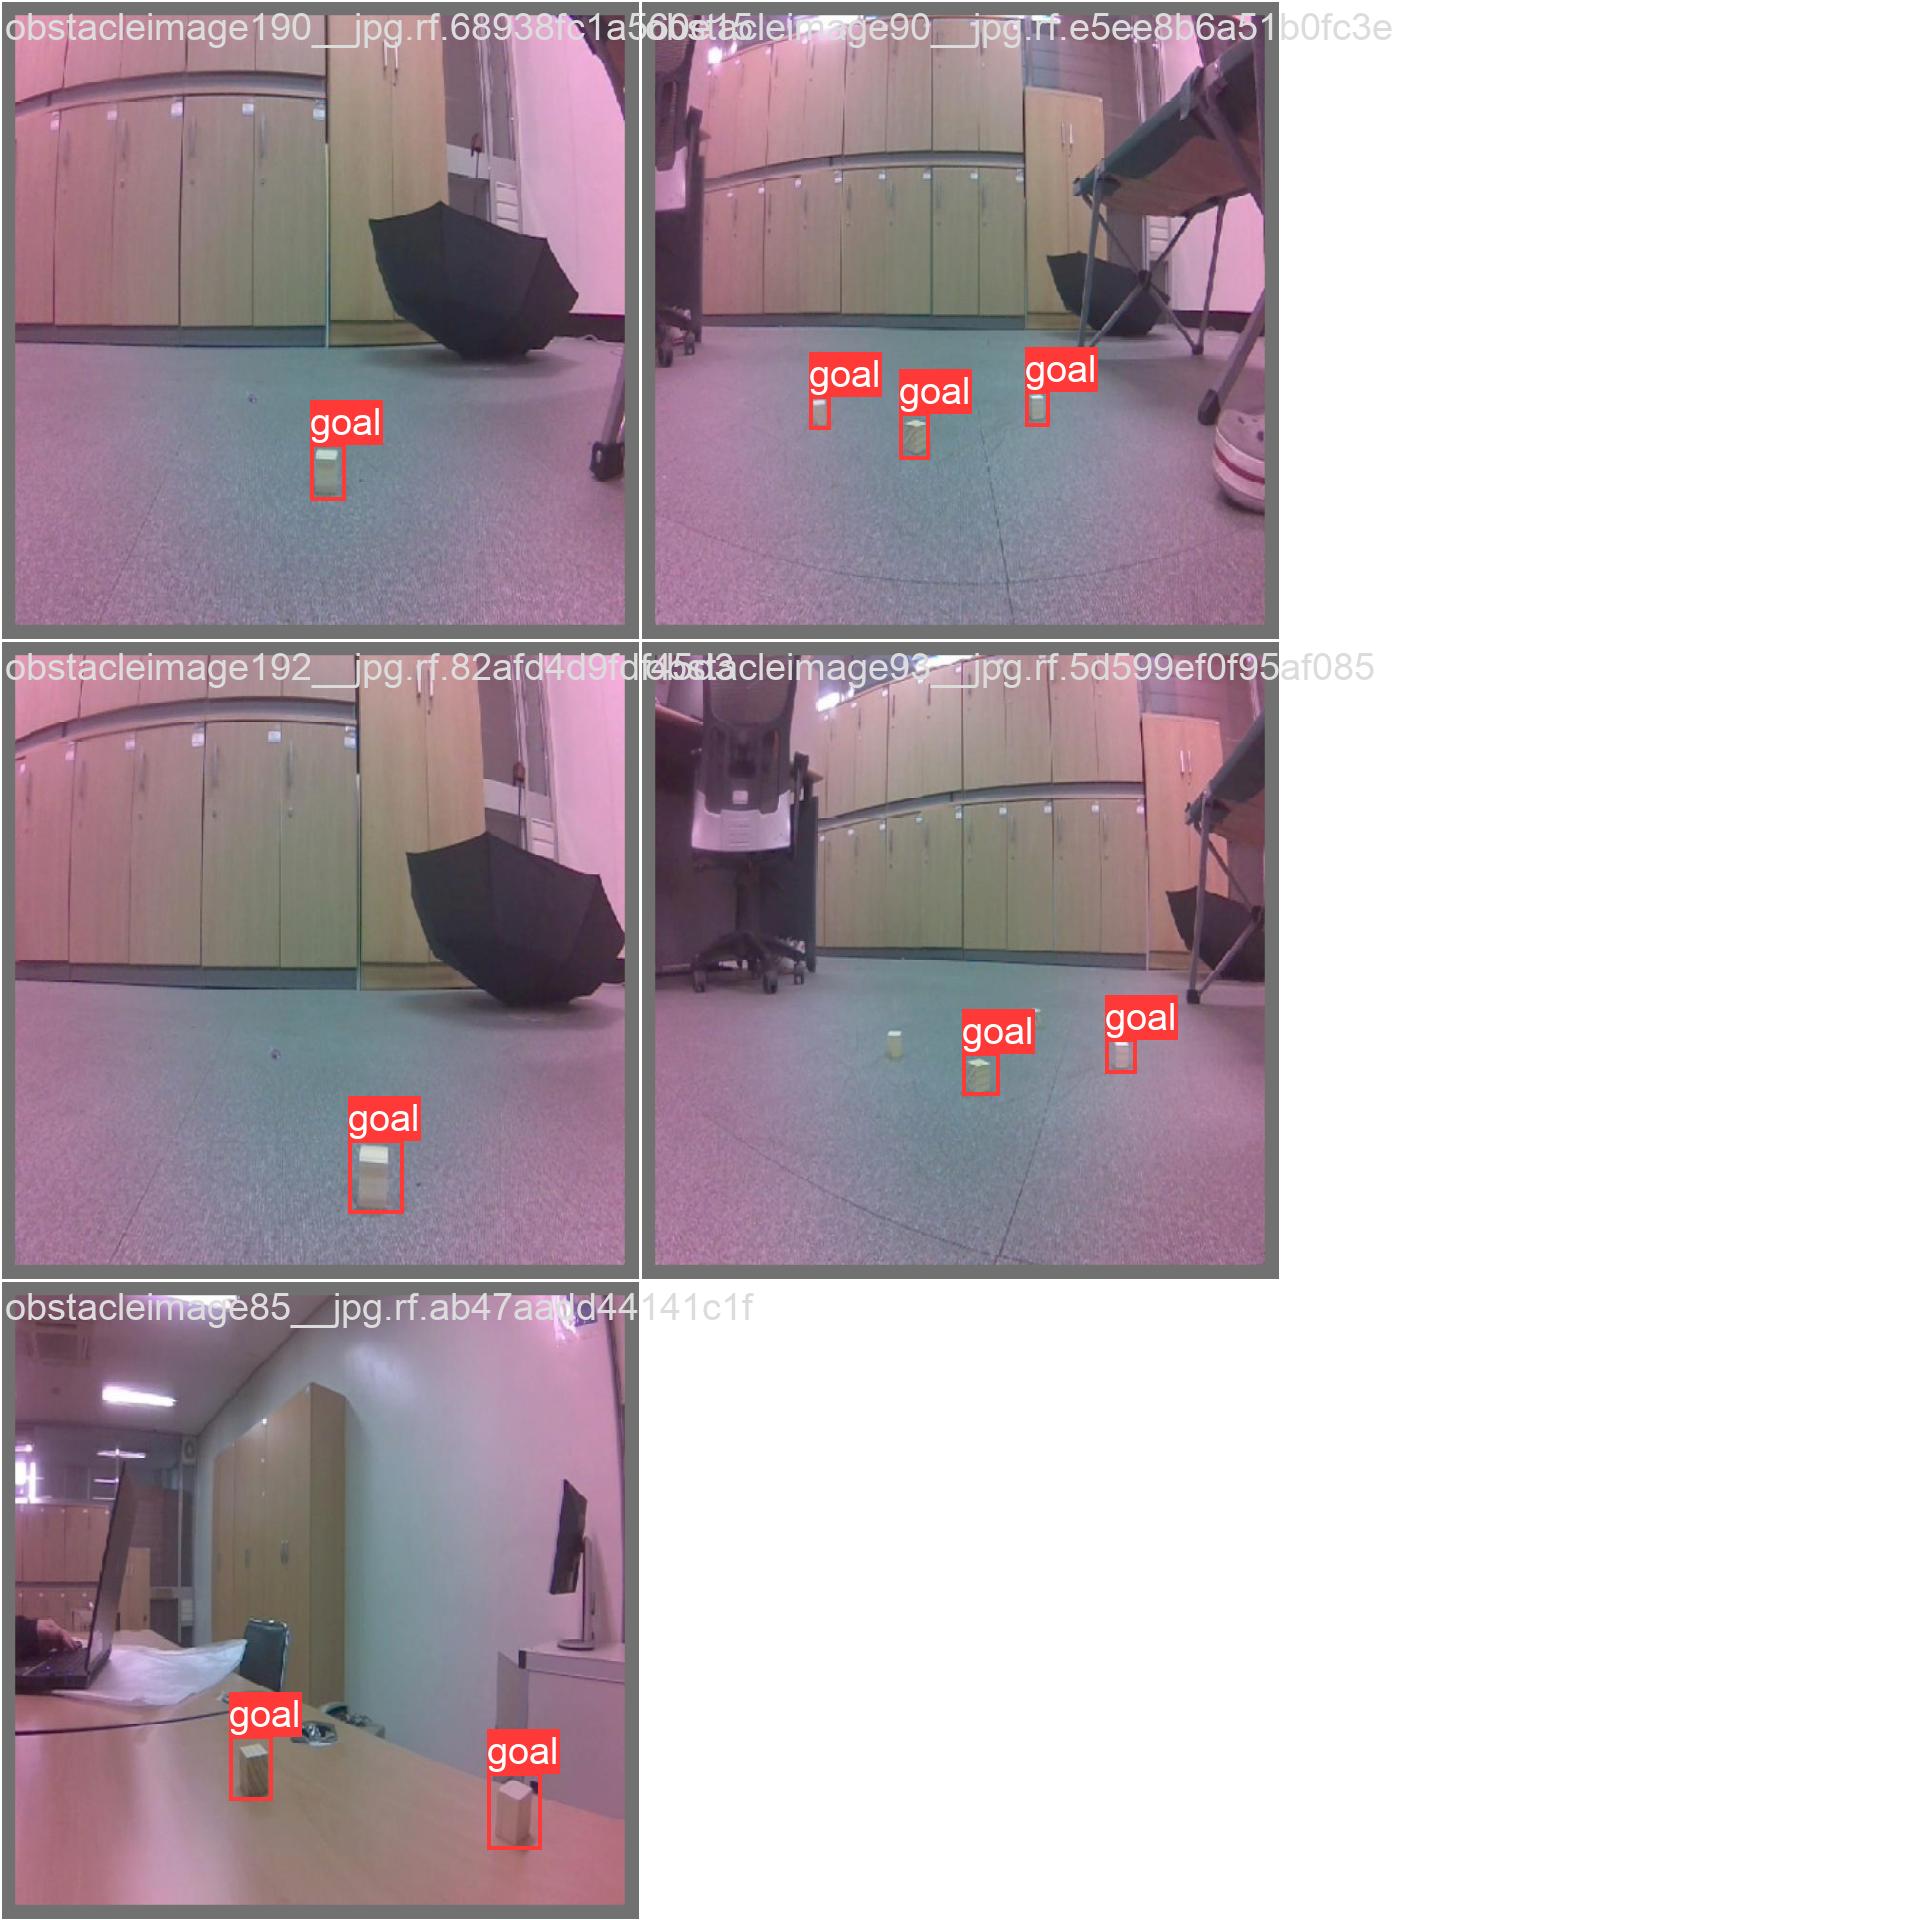 obstacleimage190__jpg.rf.68938fc1a5
obstacleimage90__jpg.rf.e5ee8b6a51b0fc3e
goal
goal
goal
goal
obstacleimage192__jpg.rf.82afd4d9fdf45d3
obstacleimage93__jpg.rf.5d599ef0f95af085
goal
goal
goal
obstacleimage85__jpg.rf.ab47aabd44141c1f
goal
goal